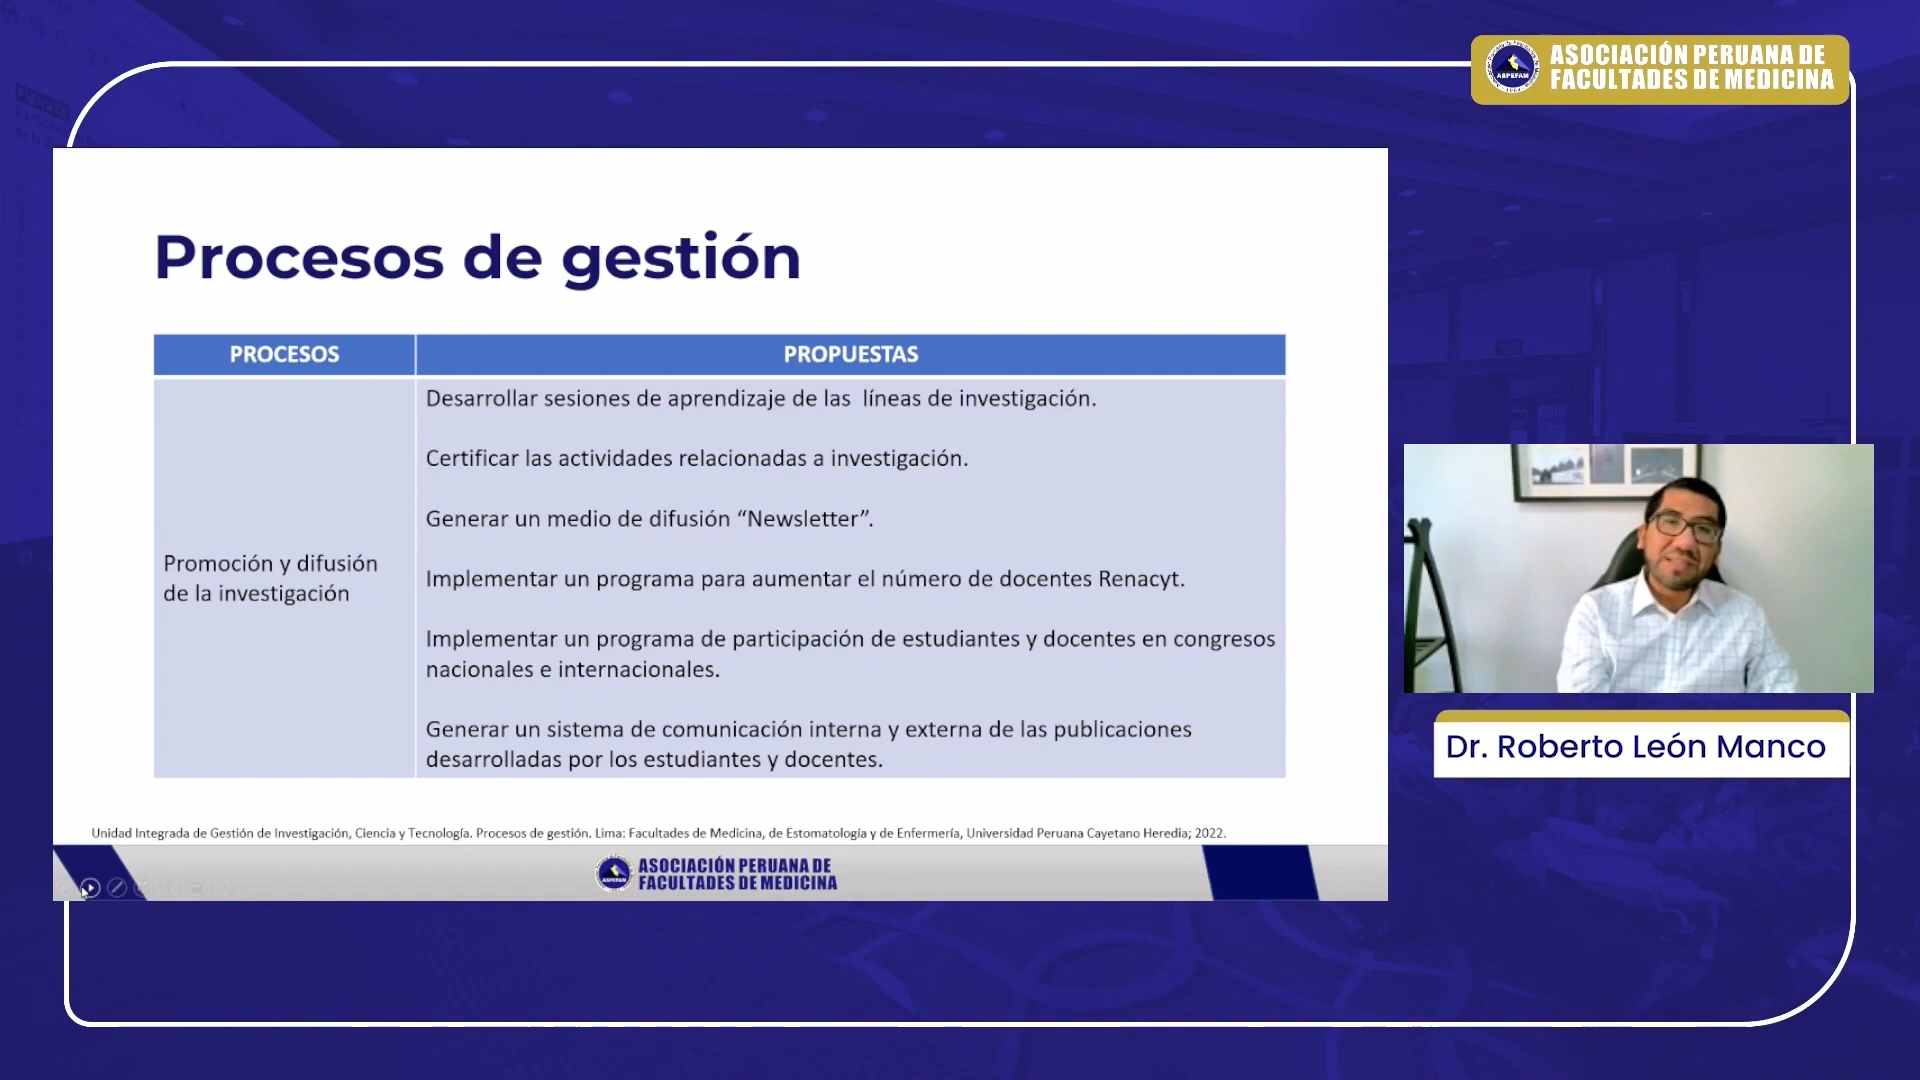 ASOCIACIÓN PERUANA DE
FACULTADES DE MEDICINA
ASPEFAM
Procesos de gestión
PROCESOS
PROPUESTAS
Promoción y difusión
de la investigación
Desarrollar sesiones de aprendizaje de las  líneas de investigación.
Certificar las actividades relacionadas a investigación.
Generar un medio de difusión “Newsletter”.
Implementar un programa para aumentar el número de docentes Renacyt.
Implementar un programa de participación de estudiantes y docentes en congresos
nacionales e internacionales.
Generar un sistema de comunicación interna y externa de las publicaciones
desarrolladas por los estudiantes y docentes.
Unidad Integrada de Gestión de Investigación, Ciencia y Tecnología. Procesos de gestión. Lima: Facultades de Medicina, de Estomatología y de Enfermería, Universidad Peruana Cayetano Heredia; 2022.
ASPEFAM
ASOCIACIÓN PERUANA DE
FACULTADES DE MEDICINA
Dr. Roberto León Manco